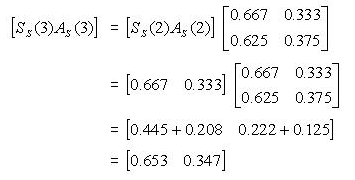 [S_s(3)A_s(3)] = [S_s(2)A_s(2)] [0.667 0.333
0.625 0.375]
= [0.667 0.333] [0.667 0.333
0.625 0.375]
= [0.445 + 0.208 0.222 + 0.125]
= [0.653 0.347]